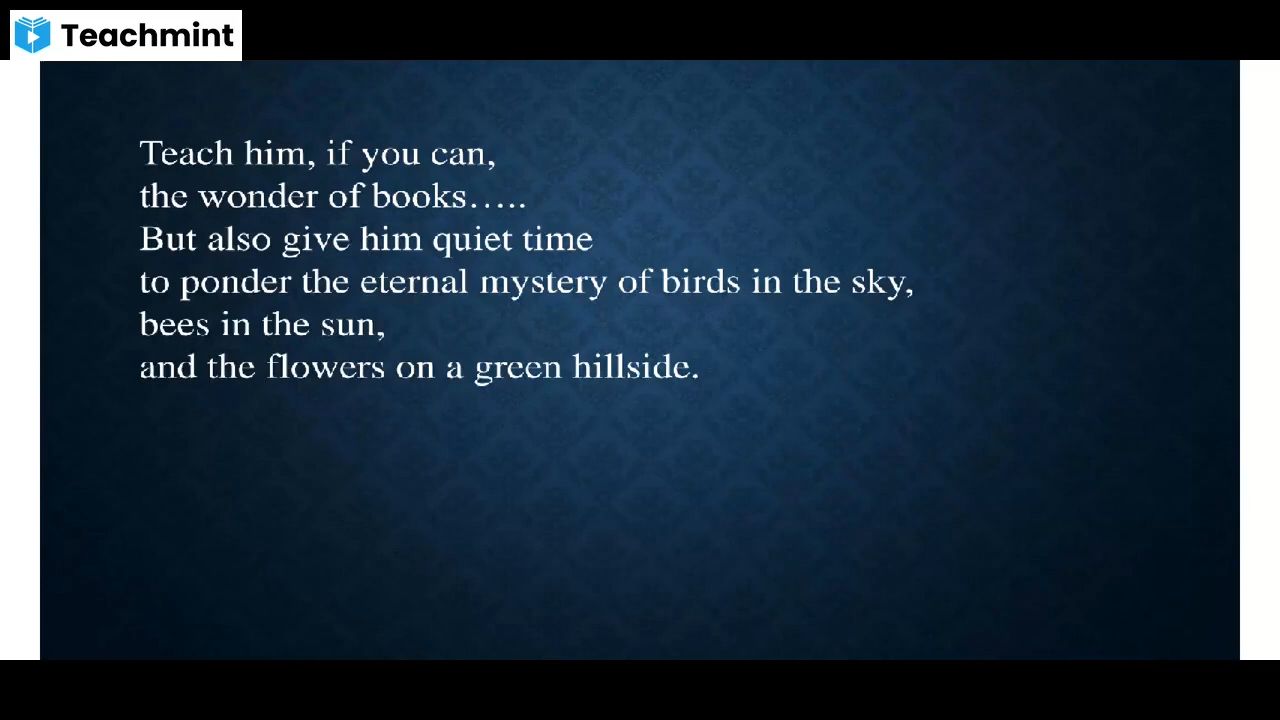 Teachmint
Teach him, if you can,
the wonder of books…..
But also give him quiet time
to ponder the eternal mystery of birds in the sky,
bees in the sun,
and the flowers on a green hillside.